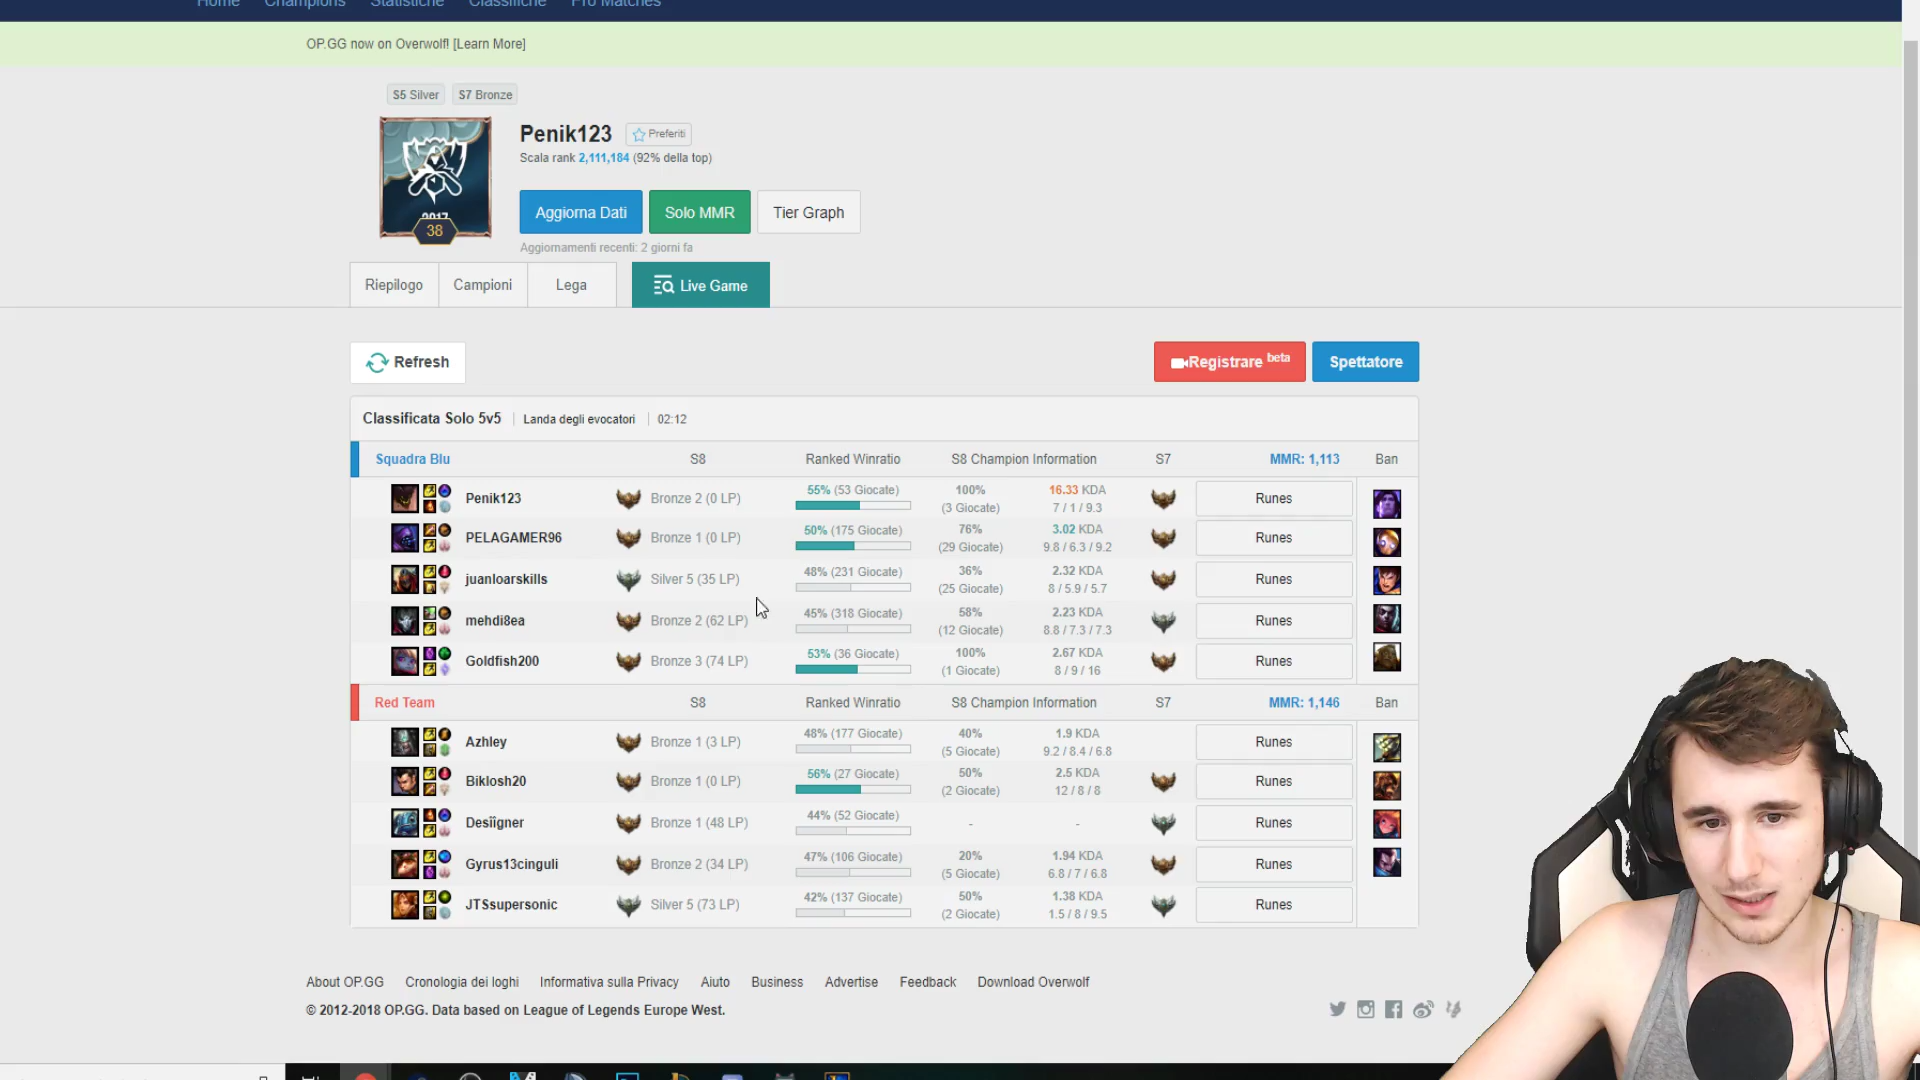 Home Champions Statistiche Classifiche Pro Matches
OP.GG now on Overwolf! [Learn More]
S5 Silver S7 Bronze
Penik123 Preferiti
Scala rank 2,111,184 (92% della top)
Aggiorna Dati Solo MMR Tier Graph
2017
38
Aggiornamenti recenti: 2 giorni fa
Riepilogo Campioni Lega Live Game
Refresh Registrare beta Spettatore
Classificata Solo 5v5 Landa degli evocatori 02:12
Squadra Blu S8 Ranked Winratio S8 Champion Information S7 MMR: 1,113 Ban
Penik123 Bronze 2 (0 LP) 55% (53 Giocate) 100% (3 Giocate) 16.33 KDA 7 / 1 / 9.3 Runes
PELAGAMER96 Bronze 1 (0 LP) 50% (175 Giocate) 76% (29 Giocate) 3.02 KDA 9.8 / 6.3 / 9.2 Runes
juanloarskills Silver 5 (35 LP) 48% (231 Giocate) 36% (25 Giocate) 2.32 KDA 8 / 5.9 / 5.7 Runes
mehdi8ea Bronze 2 (62 LP) 45% (318 Giocate) 58% (12 Giocate) 2.23 KDA 8.8 / 7.3 / 7.3 Runes
Goldfish200 Bronze 3 (74 LP) 53% (36 Giocate) 100% (1 Giocate) 2.67 KDA 8 / 9 / 16 Runes
Red Team S8 Ranked Winratio S8 Champion Information S7 MMR: 1,146 Ban
Azhley Bronze 1 (3 LP) 48% (177 Giocate) 40% (5 Giocate) 1.9 KDA 9.2 / 8.4 / 6.8 Runes
Biklosh20 Bronze 1 (0 LP) 56% (27 Giocate) 50% (2 Giocate) 2.5 KDA 12 / 8 / 8 Runes
Desiîgner Bronze 1 (48 LP) 44% (52 Giocate) - - Runes
Gyrus13cinguli Bronze 2 (34 LP) 47% (106 Giocate) 20% (5 Giocate) 1.94 KDA 6.8 / 7 / 6.8 Runes
JTSsupersonic Silver 5 (73 LP) 42% (137 Giocate) 50% (2 Giocate) 1.38 KDA 1.5 / 8 / 9.5 Runes
About OP.GG Cronologia dei loghi Informativa sulla Privacy Aiuto Business Advertise Feedback Download Overwolf
© 2012-2018 OP.GG. Data based on League of Legends Europe West.